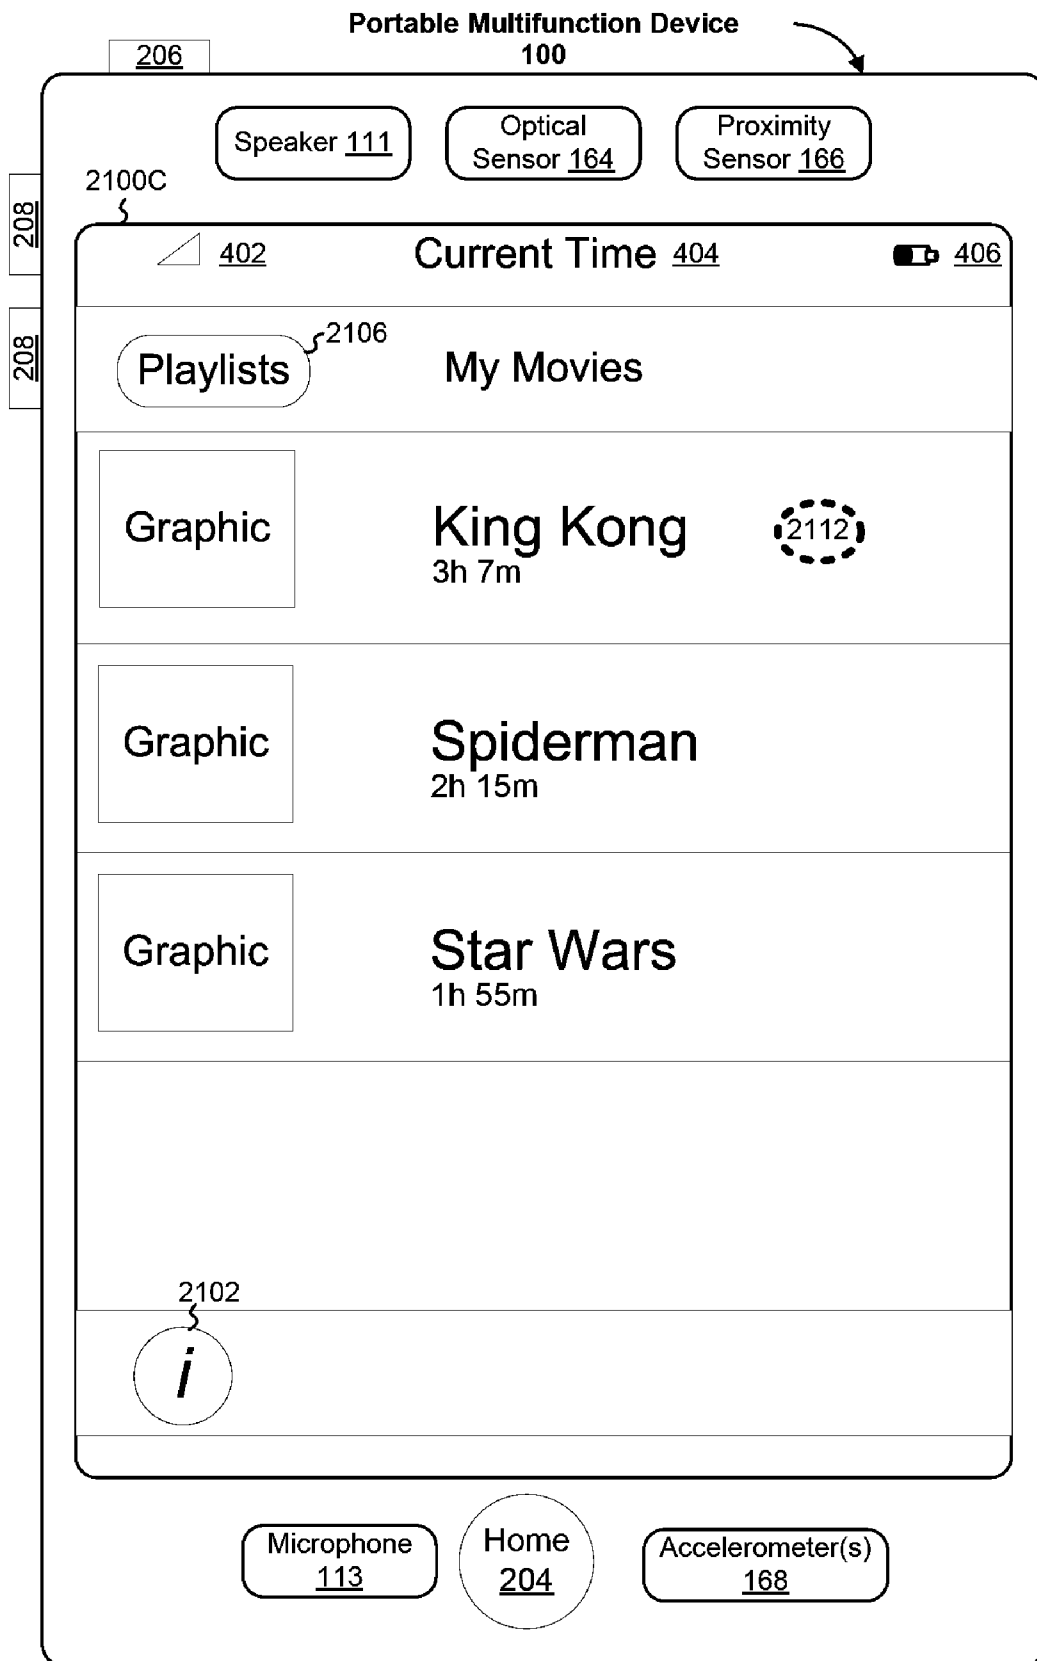 Portable Multifunction Device
100
206
Speaker 111
Optical
Sensor 164
Proximity
Sensor 166
2100C
208
208
402
Current Time 404
406
Playlists
2106
My Movies
Graphic
King Kong
3h 7m
2112
Graphic
Spiderman
2h 15m
Graphic
Star Wars
1h 55m
2102
i
Microphone
113
Home
204
Accelerometer(s)
168